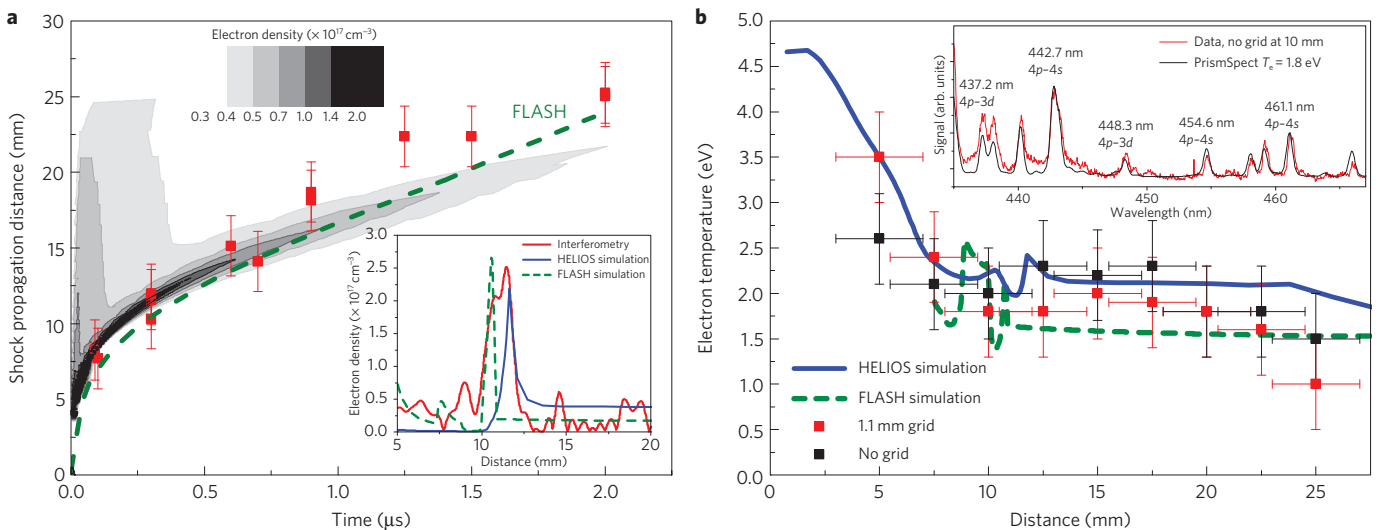 a
30
25
20
15
10
5
0
Shock propagation distance (mm)
Electron density (× 10¹⁷ cm⁻³)
0.3 0.4 0.5 0.7 1.0 1.4 2.0
FLASH
3.0
2.5
2.0
1.5
1.0
0.5
0.0
Electron density (× 10¹⁷ cm⁻³)
Interferometry
HELIOS simulation
FLASH simulation
5 10 15 20
Distance (mm)
0.0 0.5 1.0 1.5 2.0
Time (μs)
b
5.0
4.5
4.0
3.5
3.0
2.5
2.0
1.5
1.0
0.5
0.0
Electron temperature (eV)
Signal (arb. units)
437.2 nm
4p–3d
442.7 nm
4p–4s
448.3 nm
4p–3d
454.6 nm
4p–4s
461.1 nm
4p–4s
Data, no grid at 10 mm
PrismSpect Te = 1.8 eV
440 450 460
Wavelength (nm)
HELIOS simulation
FLASH simulation
1.1 mm grid
No grid
0 5 10 15 20 25
Distance (mm)